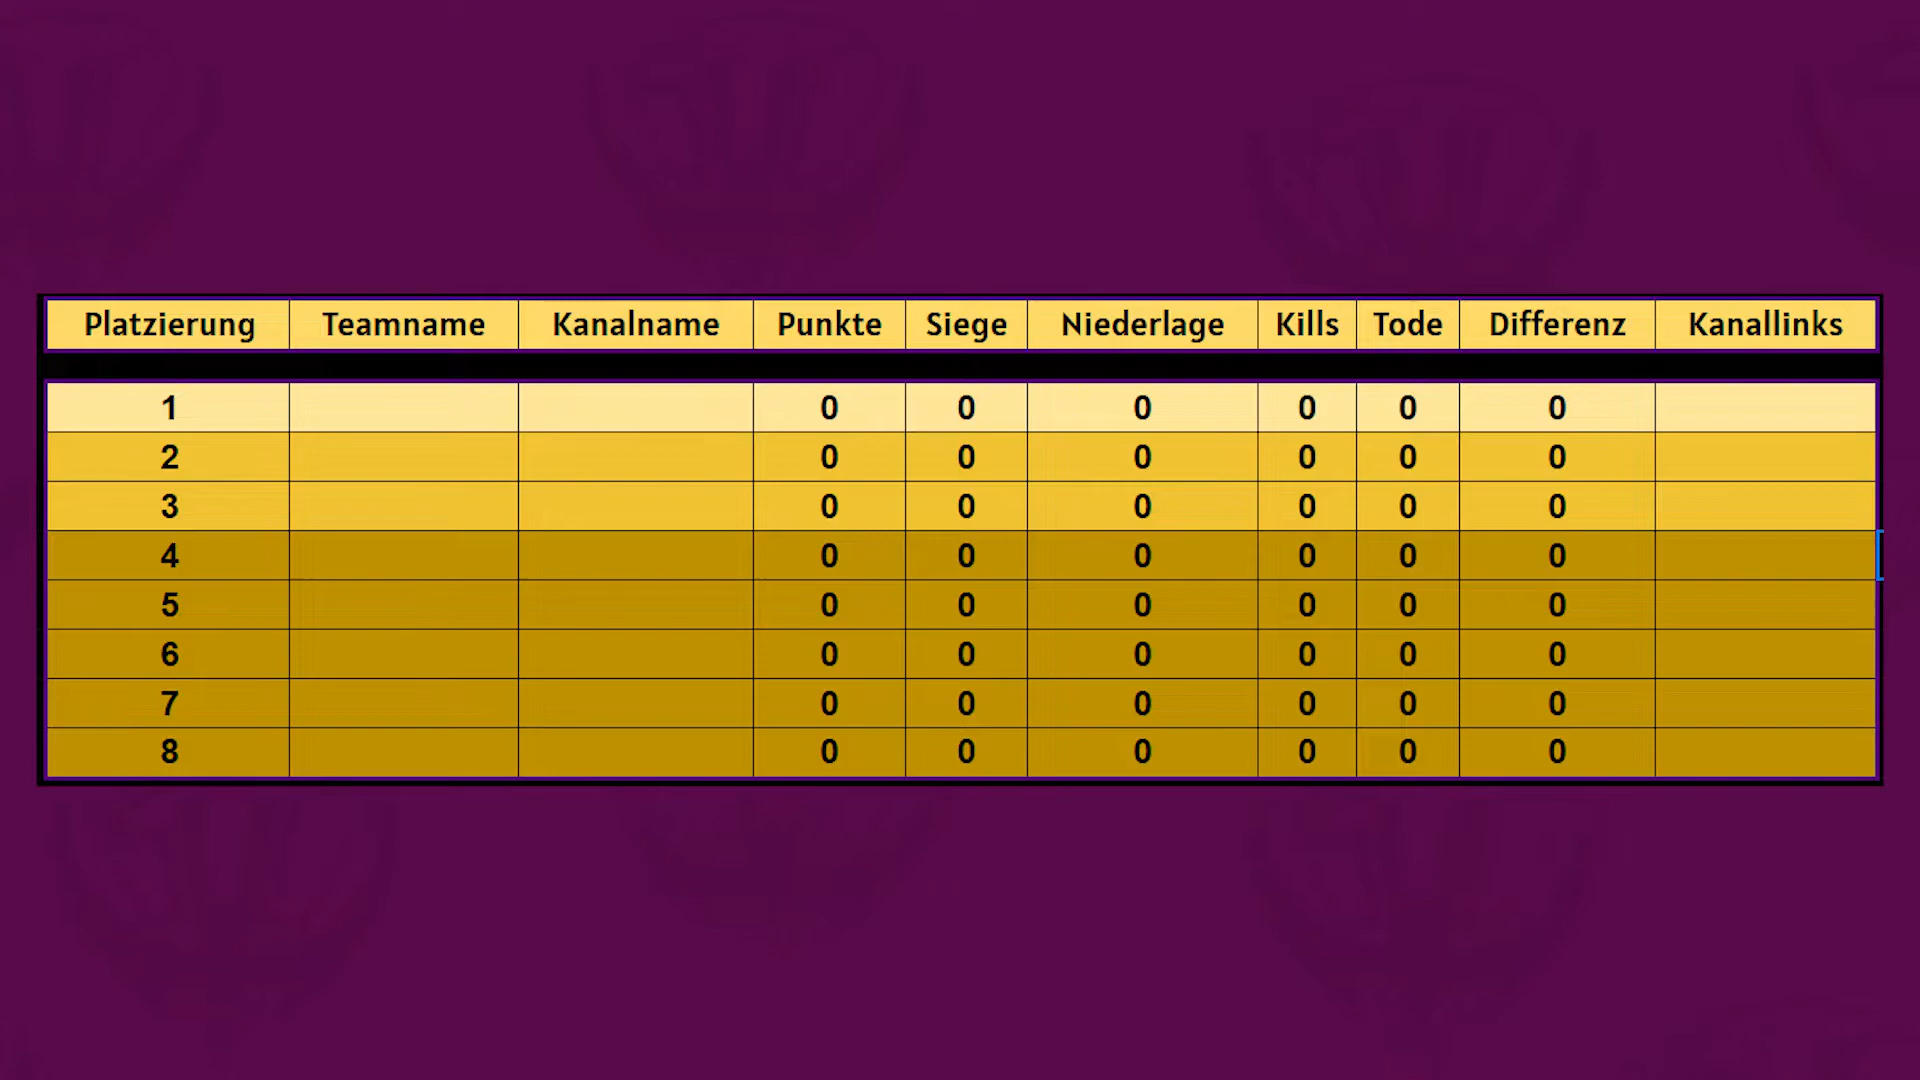 Platzierung Teamname Kanalname Punkte Siege Niederlage Kills Tode Differenz Kanallinks
1 0 0 0 0 0 0
2 0 0 0 0 0 0
3 0 0 0 0 0 0
4 0 0 0 0 0 0
5 0 0 0 0 0 0
6 0 0 0 0 0 0
7 0 0 0 0 0 0
8 0 0 0 0 0 0